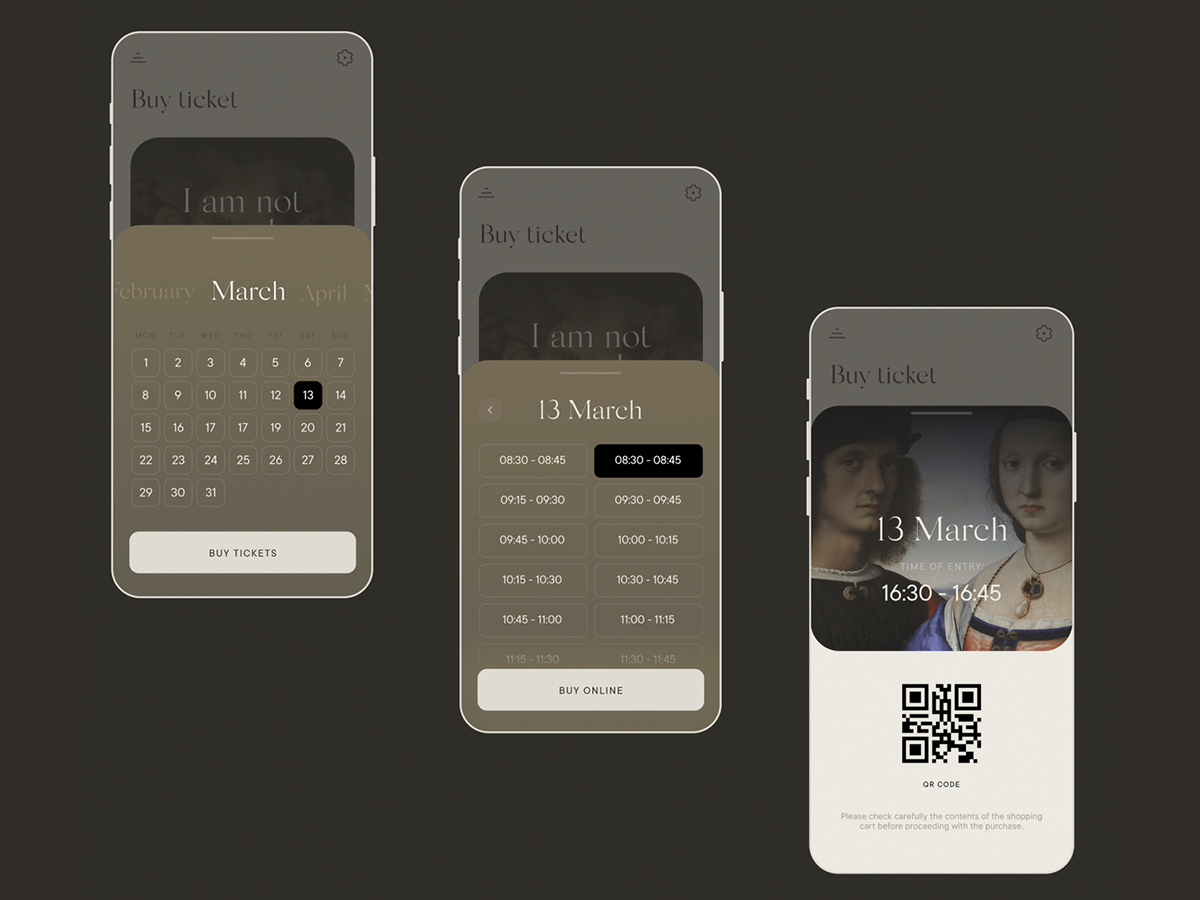 Buy ticket
I am not
February March April
MON TUE WED THU FRI SAT SUN
1 2 3 4 5 6 7
8 9 10 11 12 13 14
15 16 17 17 19 20 21
22 23 24 25 26 27 28
29 30 31
BUY TICKETS
Buy ticket
I am not
13 March
08:30 - 08:45 08:30 - 08:45
09:15 - 09:30 09:30 - 09:45
09:45 - 10:00 10:00 - 10:15
10:15 - 10:30 10:30 - 10:45
10:45 - 11:00 11:00 - 11:15
11:15 - 11:30 11:30 - 11:45
BUY ONLINE
Buy ticket
13 March
TIME OF ENTRY:
16:30 - 16:45
QR CODE
Please check carefully the contents of the shopping
cart before proceeding with the purchase.